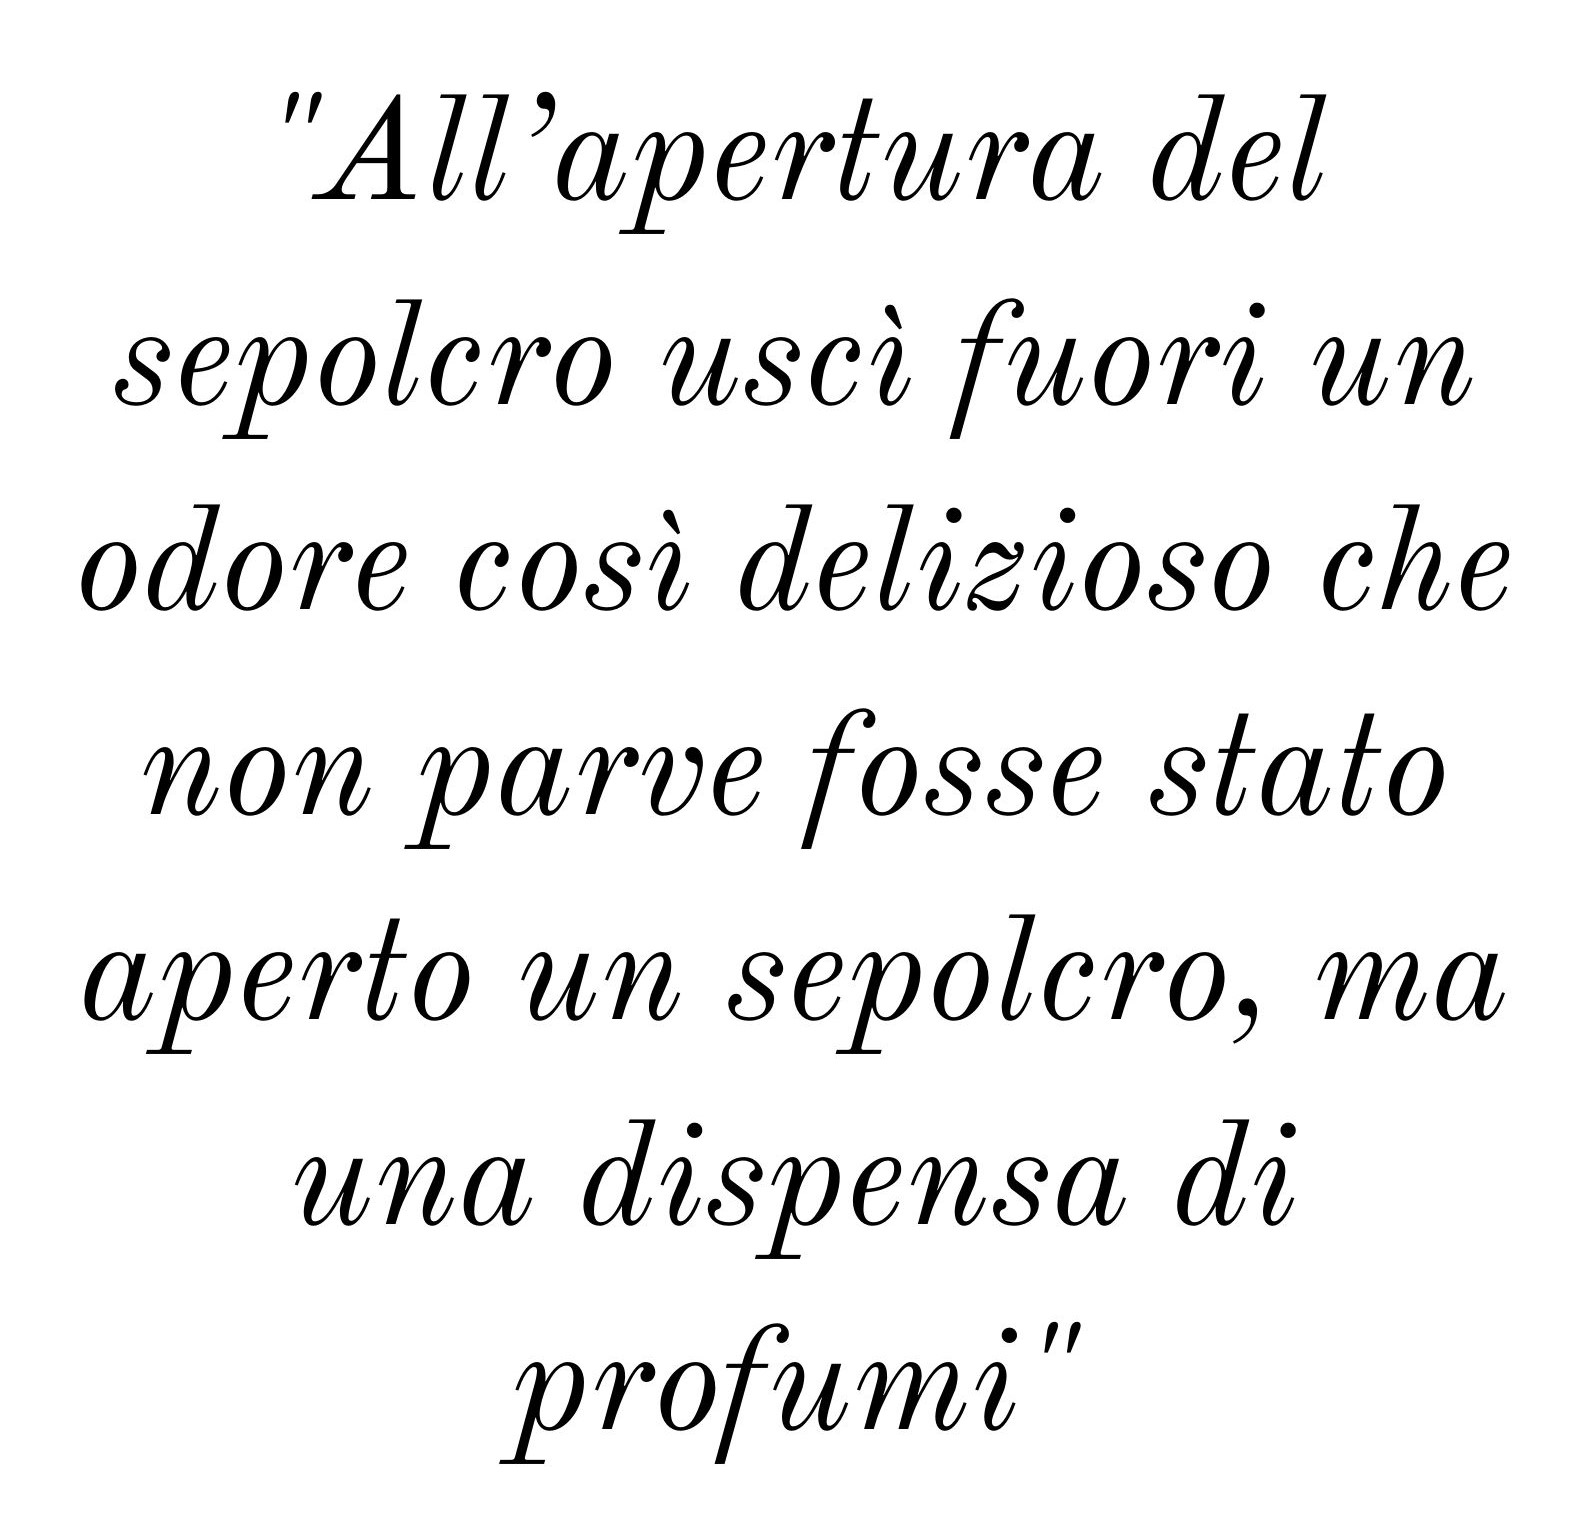 "All’apertura del
sepolcro uscì fuori un
odore così delizioso che
non parve fosse stato
aperto un sepolcro, ma
una dispensa di
profumi"